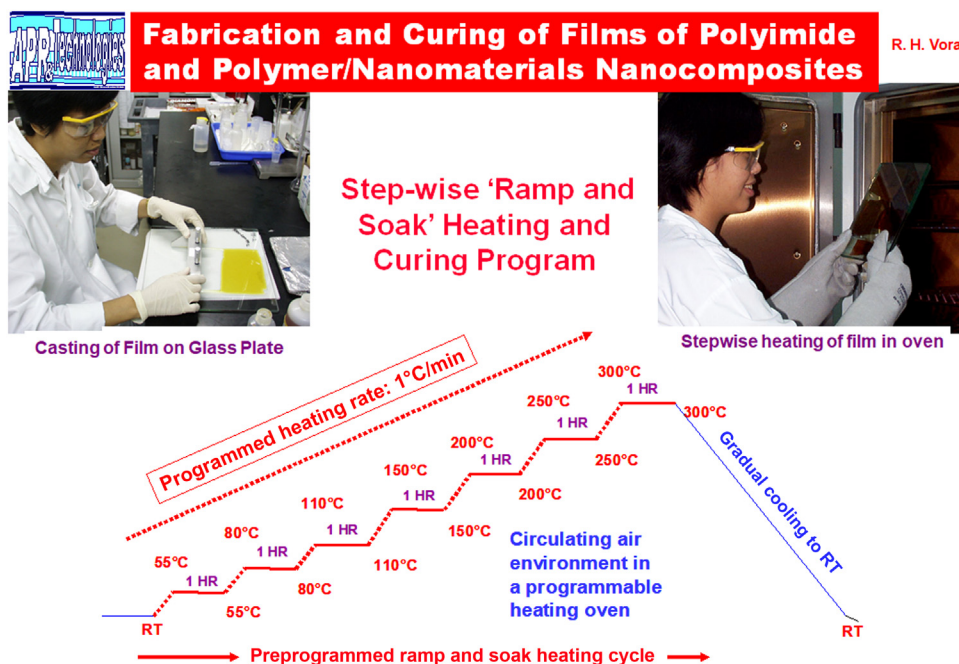 APR Technologies
Fabrication and Curing of Films of Polyimide
and Polymer/Nanomaterials Nanocomposites
R. H. Vora
Step-wise ‘Ramp and
Soak’ Heating and
Curing Program
Casting of Film on Glass Plate
Stepwise heating of film in oven
Programmed heating rate: 1°C/min
300°C
1 HR
300°C
250°C
1 HR
250°C
200°C
1 HR
200°C
150°C
1 HR
150°C
110°C
1 HR
110°C
80°C
1 HR
80°C
55°C
1 HR
55°C
RT
Circulating air
environment in
a programmable
heating oven
Gradual cooling to RT
RT
Preprogrammed ramp and soak heating cycle